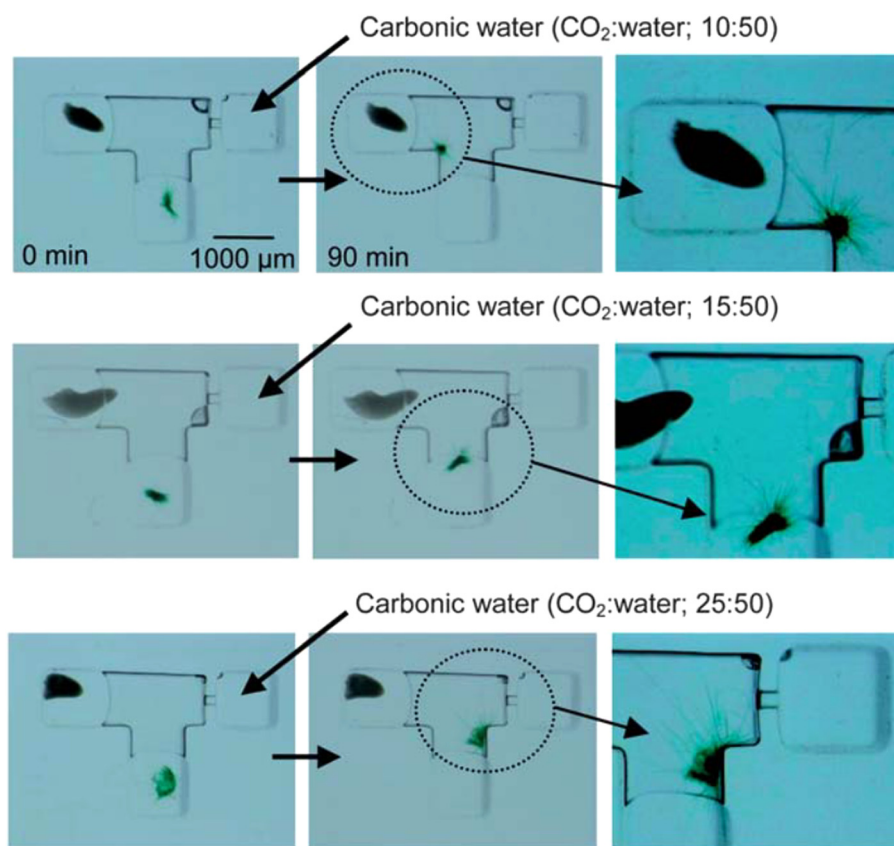 Carbonic water (CO₂:water; 10:50)
0 min
1000 µm
90 min
Carbonic water (CO₂:water; 15:50)
Carbonic water (CO₂:water; 25:50)